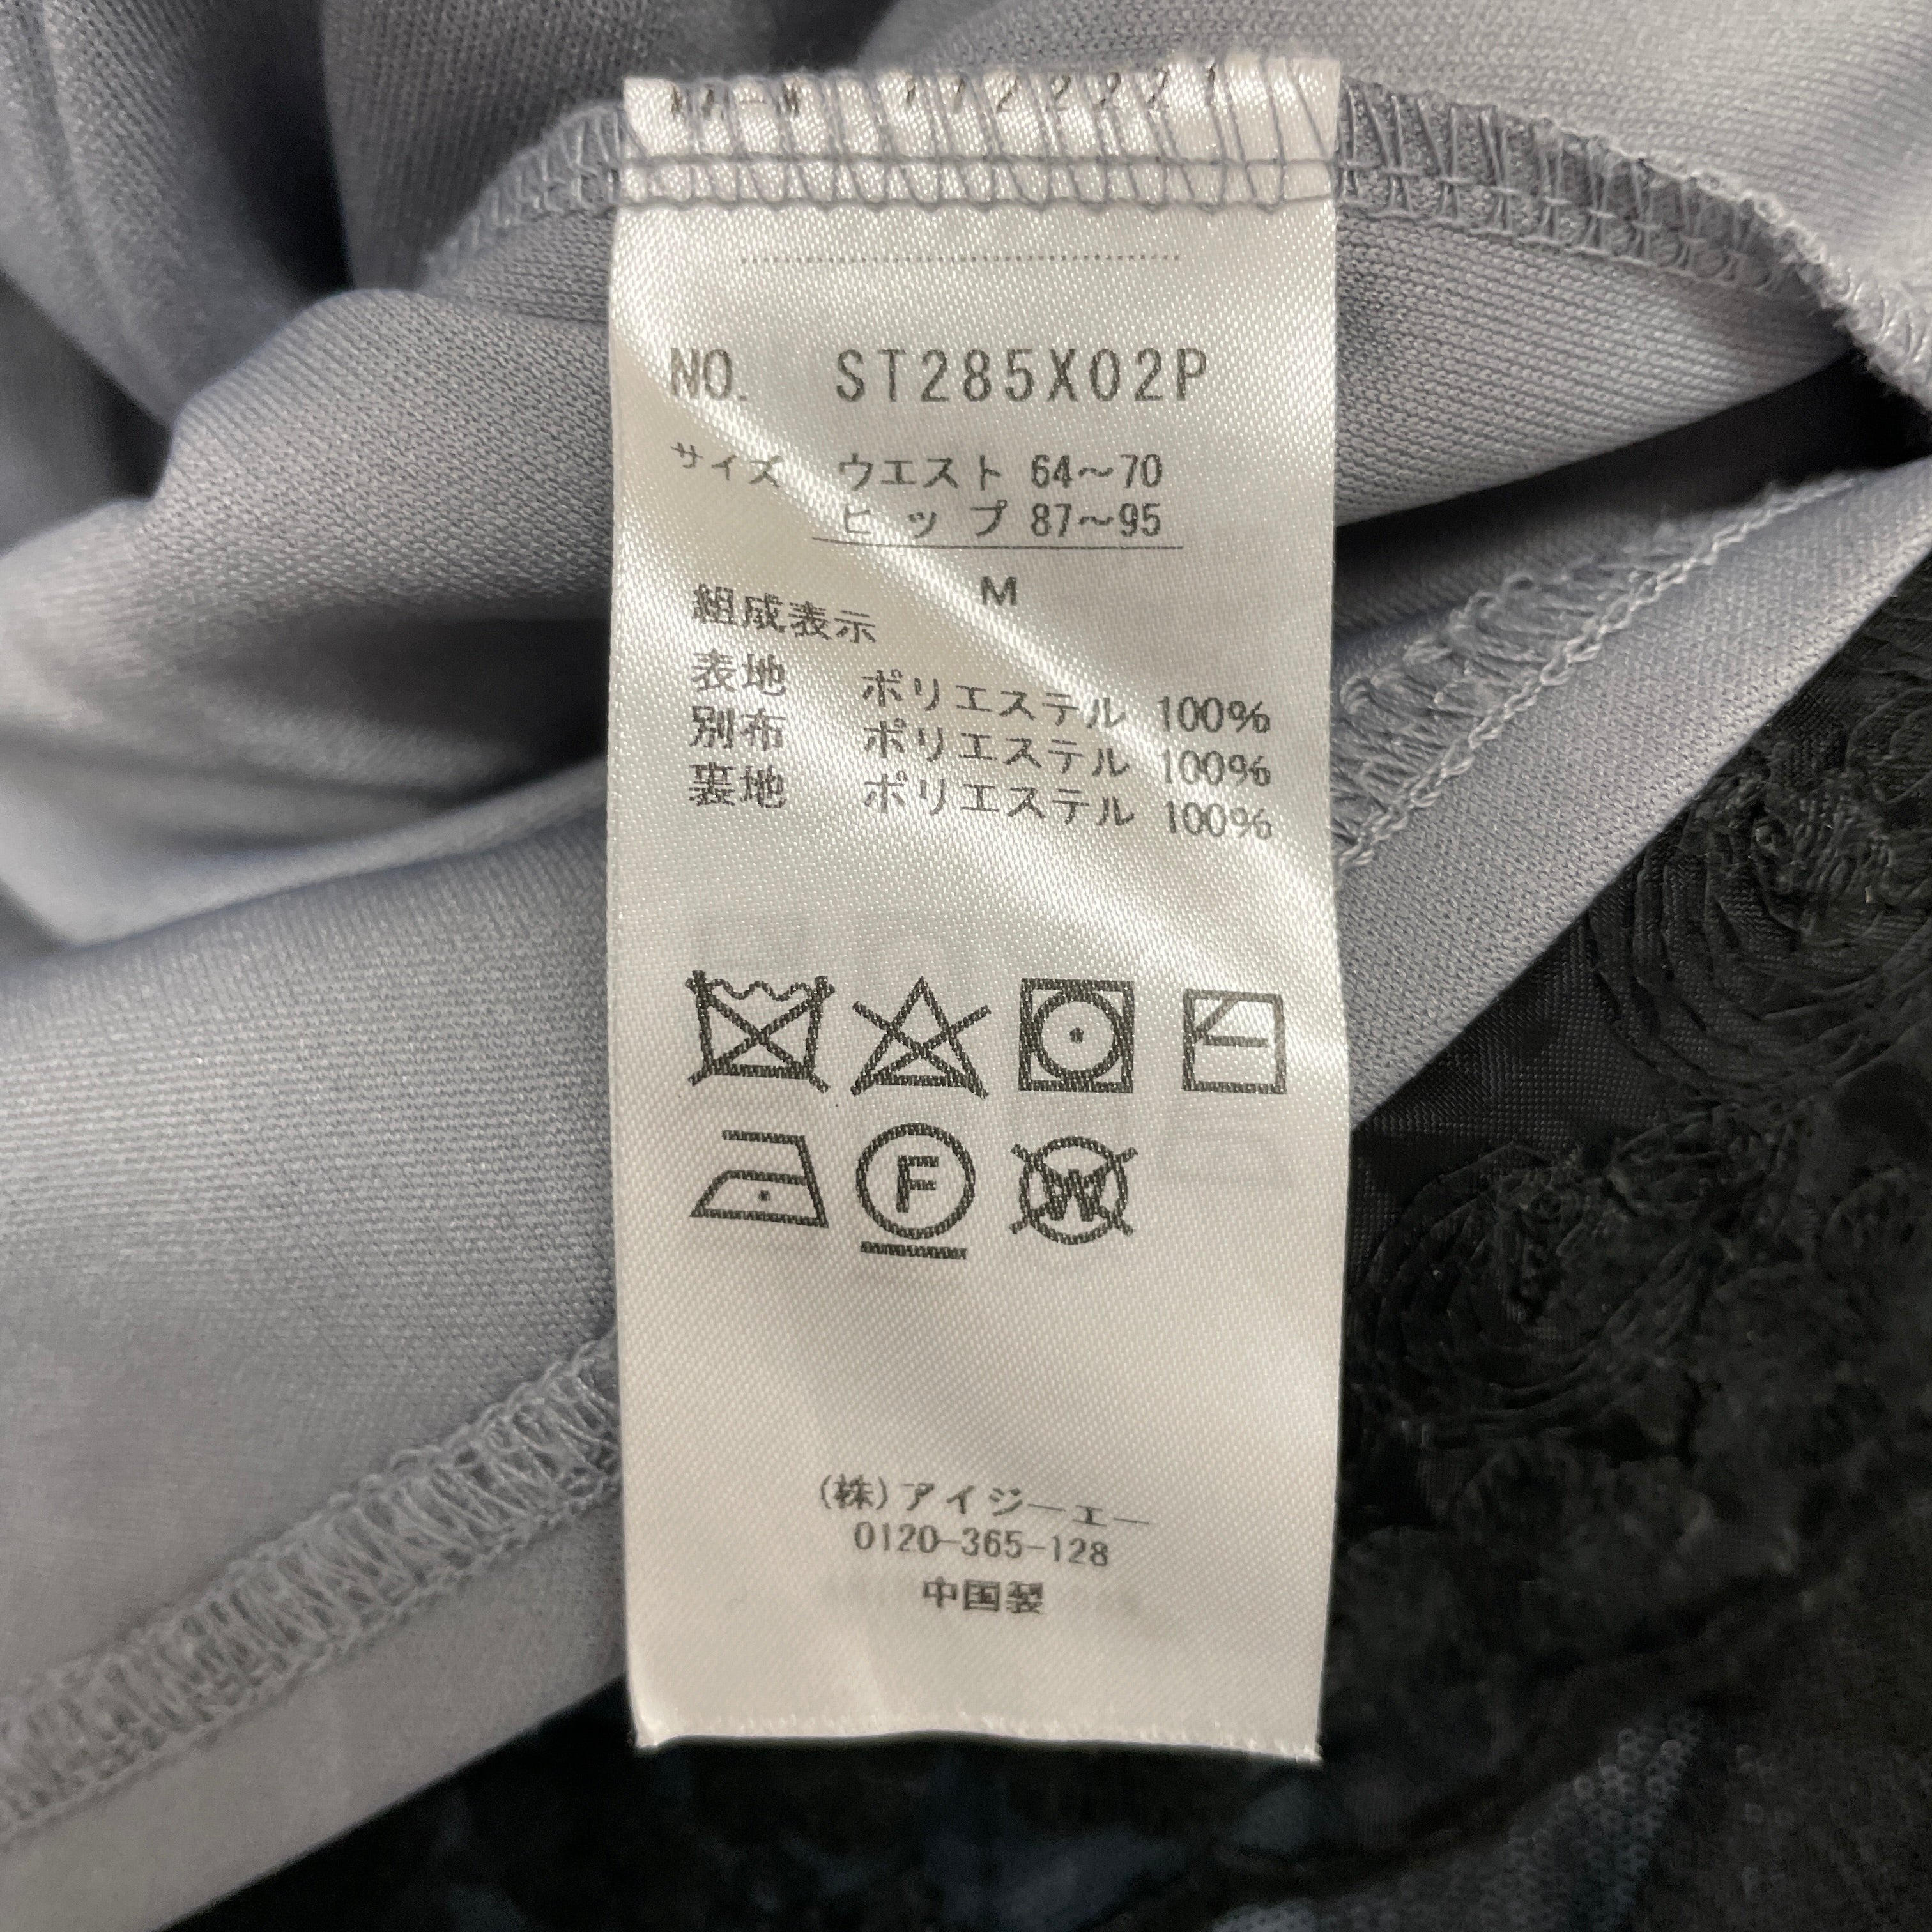 NO. ST285X02P
サイズ ウエスト 64～70
ヒップ 87～95
M
組成表示
表地 ポリエステル 100%
別布 ポリエステル 100%
裏地 ポリエステル 100%
F
W
(株)アイジーエー
0120-365-128
中国製